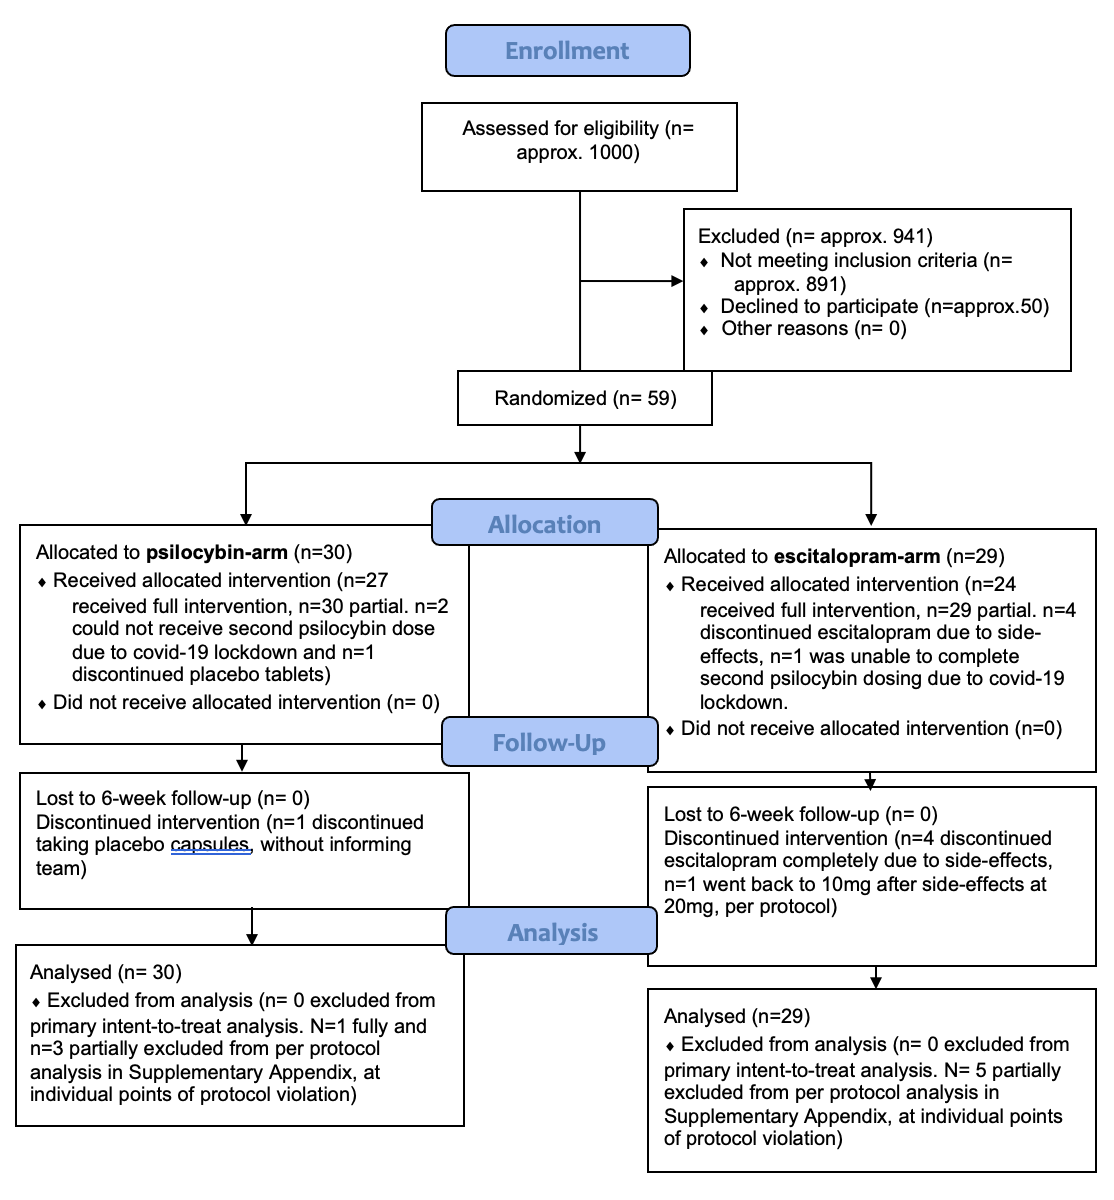 Enrollment
Assessed for eligibility (n=
approx. 1000)
Excluded (n= approx. 941)
♦ Not meeting inclusion criteria (n=
approx. 891)
♦ Declined to participate (n=approx.50)
♦ Other reasons (n= 0)
Randomized (n= 59)
Allocation
Allocated to psilocybin-arm (n=30)
♦ Received allocated intervention (n=27
received full intervention, n=30 partial. n=2
could not receive second psilocybin dose
due to covid-19 lockdown and n=1
discontinued placebo tablets)
♦ Did not receive allocated intervention (n= 0)
Allocated to escitalopram-arm (n=29)
♦ Received allocated intervention (n=24
received full intervention, n=29 partial. n=4
discontinued escitalopram due to side-
effects, n=1 was unable to complete
second psilocybin dosing due to covid-19
lockdown.
♦ Did not receive allocated intervention (n=0)
Follow-Up
Lost to 6-week follow-up (n= 0)
Discontinued intervention (n=1 discontinued
taking placebo capsules, without informing
team)
Lost to 6-week follow-up (n= 0)
Discontinued intervention (n=4 discontinued
escitalopram completely due to side-effects,
n=1 went back to 10mg after side-effects at
20mg, per protocol)
Analysis
Analysed (n= 30)
♦ Excluded from analysis (n= 0 excluded from
primary intent-to-treat analysis. N=1 fully and
n=3 partially excluded from per protocol
analysis in Supplementary Appendix, at
individual points of protocol violation)
Analysed (n=29)
♦ Excluded from analysis (n= 0 excluded from
primary intent-to-treat analysis. N= 5 partially
excluded from per protocol analysis in
Supplementary Appendix, at individual points
of protocol violation)